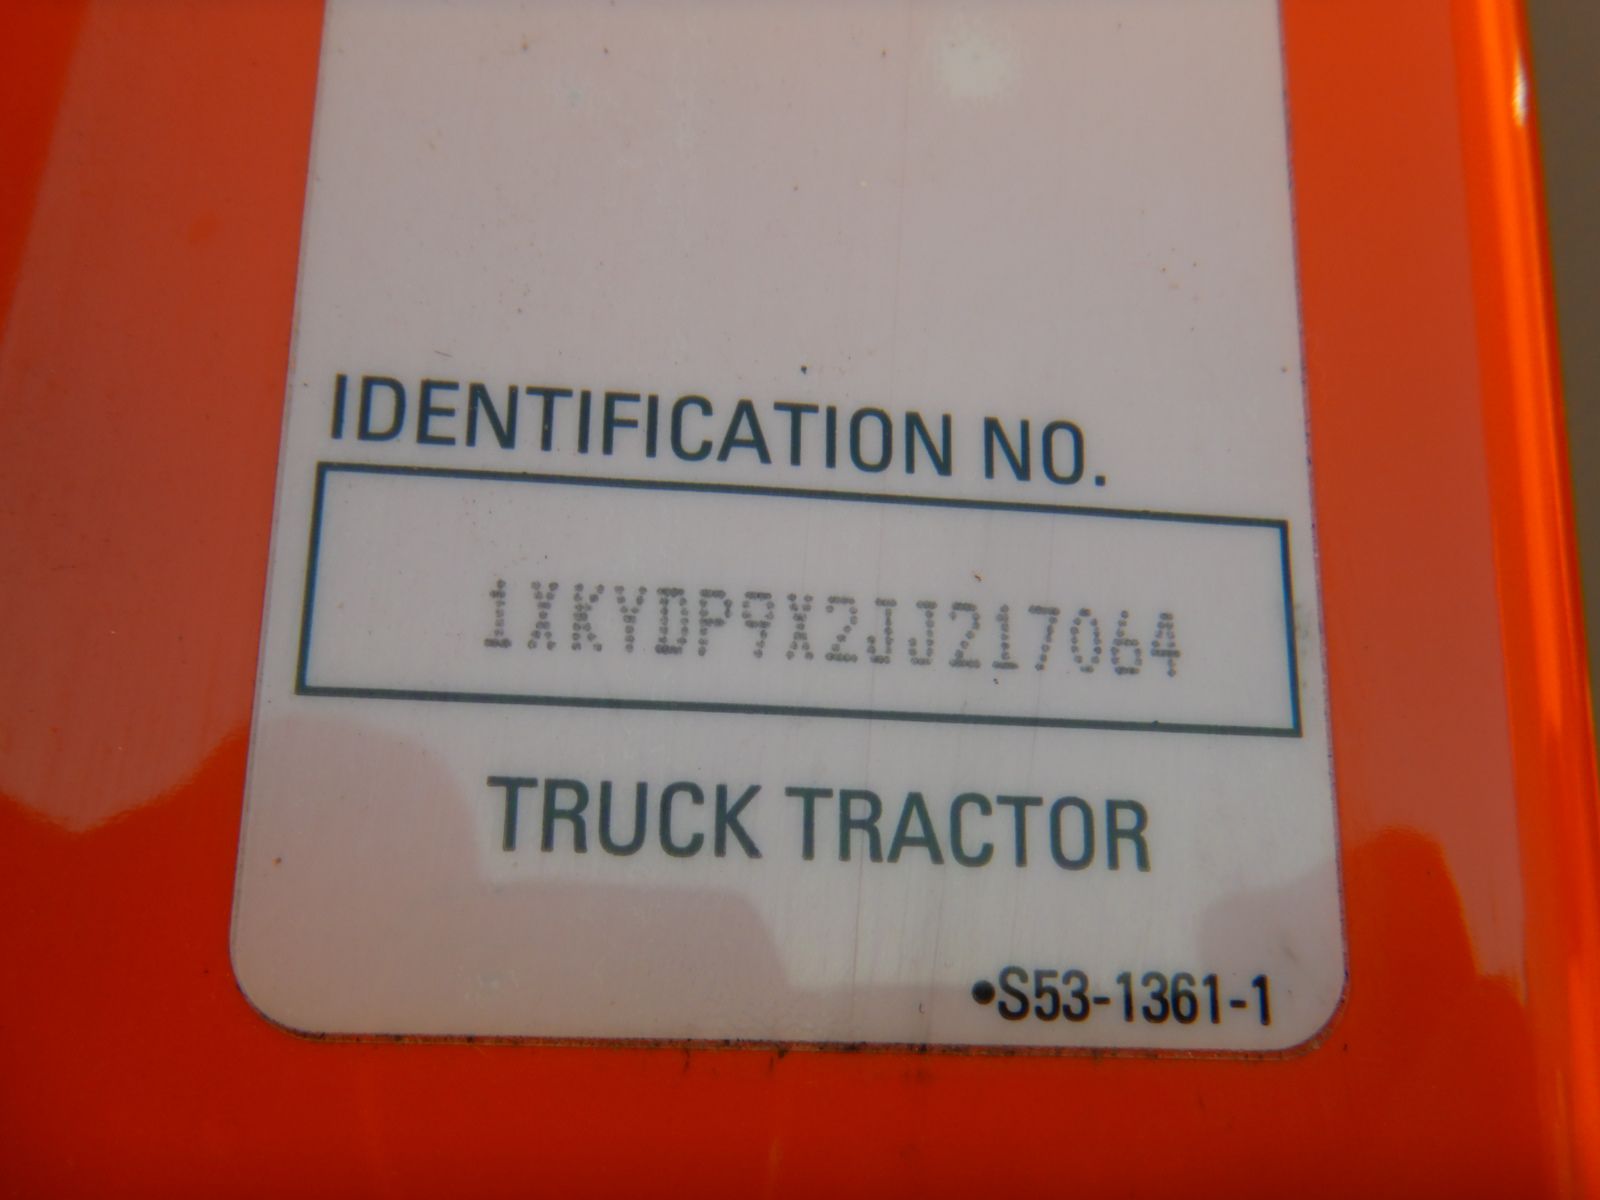 IDENTIFICATION NO.
1XKYDP9X2JJ217064
TRUCK TRACTOR
•S53-1361-1